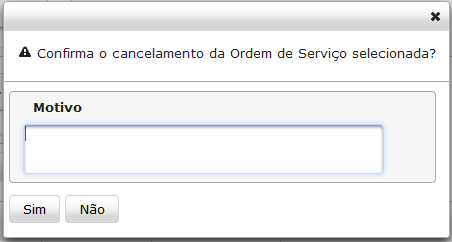 Confirma o cancelamento da Ordem de Serviço selecionada?
Motivo
Sim Não